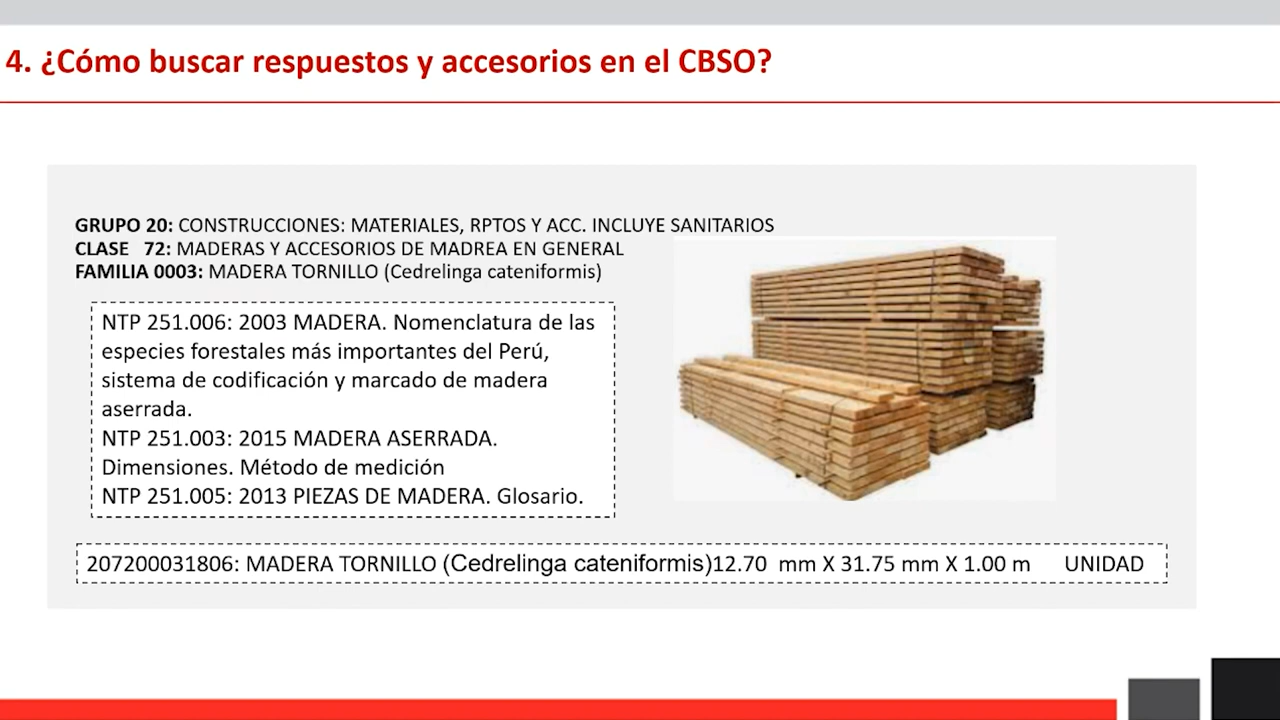 4. ¿Cómo buscar respuestos y accesorios en el CBSO?
GRUPO 20: CONSTRUCCIONES: MATERIALES, RPTOS Y ACC. INCLUYE SANITARIOS
CLASE 72: MADERAS Y ACCESORIOS DE MADREA EN GENERAL
FAMILIA 0003: MADERA TORNILLO (Cedrelinga cateniformis)
NTP 251.006: 2003 MADERA. Nomenclatura de las
especies forestales más importantes del Perú,
sistema de codificación y marcado de madera
aserrada.
NTP 251.003: 2015 MADERA ASERRADA.
Dimensiones. Método de medición
NTP 251.005: 2013 PIEZAS DE MADERA. Glosario.
207200031806: MADERA TORNILLO (Cedrelinga cateniformis)12.70 mm X 31.75 mm X 1.00 m UNIDAD